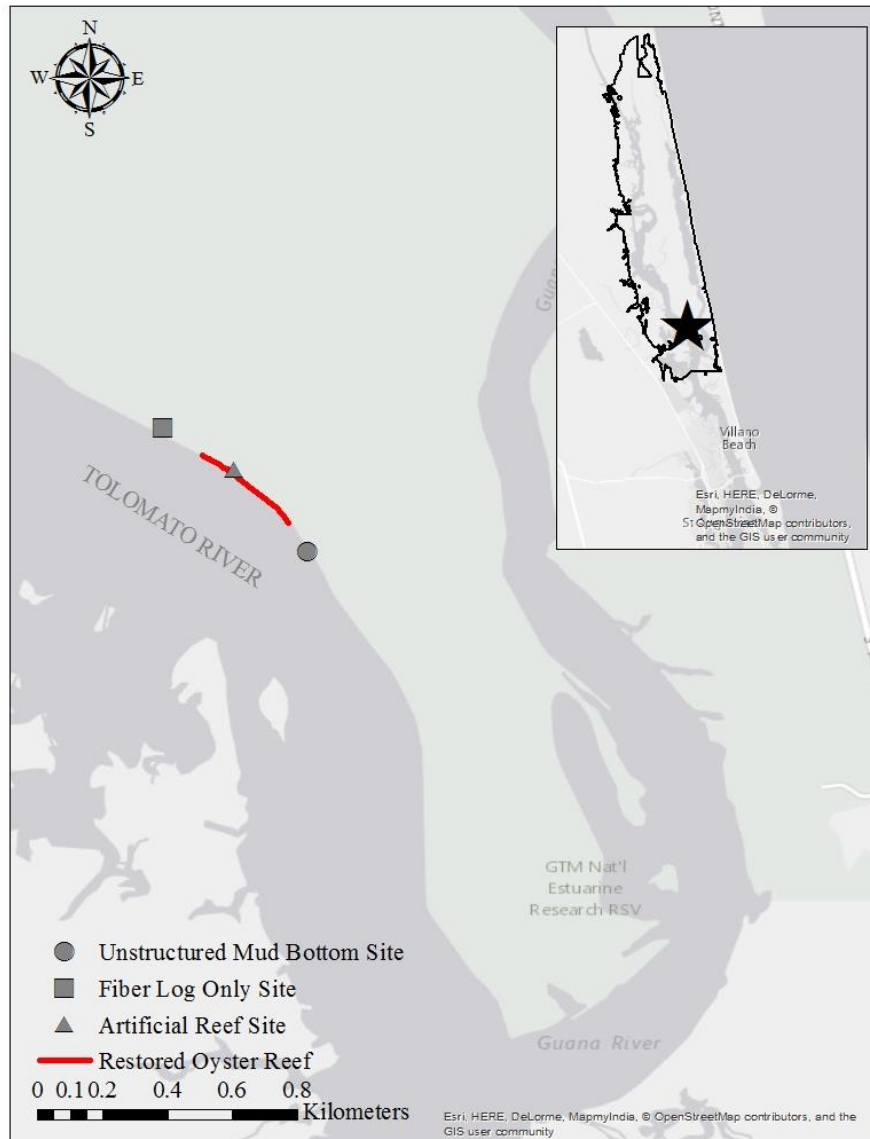 N
W E
S
Guan
Villano
Beach
Esri, HERE, DeLorme,
MapmyIndia, ©
OpenStreetMap contributors,
and the GIS user community
TOLOMATO RIVER
GTM Nat'l
Estuarine
Research RSV
Guana River
Unstructured Mud Bottom Site
Fiber Log Only Site
Artificial Reef Site
Restored Oyster Reef
0 0.1 0.2 0.4 0.6 0.8
Kilometers
Esri, HERE, DeLorme, MapmyIndia, © OpenStreetMap contributors, and the
GIS user community